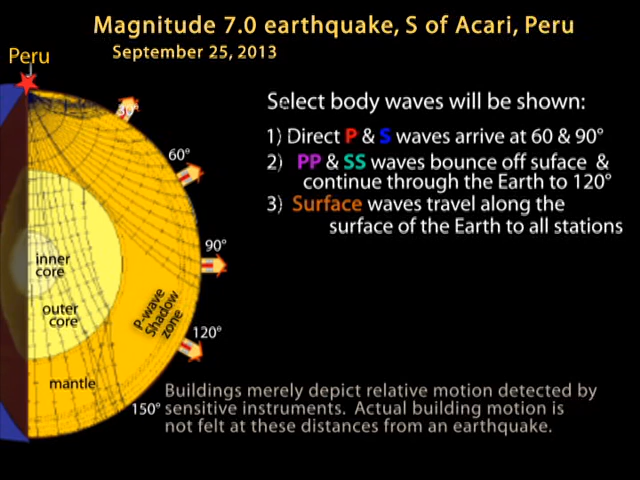 Magnitude 7.0 earthquake, S of Acari, Peru
September 25, 2013
Peru
Select body waves will be shown:
1) Direct P & S waves arrive at 60 & 90°
2) PP & SS waves bounce off suface &
continue through the Earth to 120°
3) Surface waves travel along the
surface of the Earth to all stations
30°
60°
90°
inner
core
outer
core
P-wave
Shadow
zone
120°
mantle
150°
Buildings merely depict relative motion detected by
sensitive instruments. Actual building motion is
not felt at these distances from an earthquake.